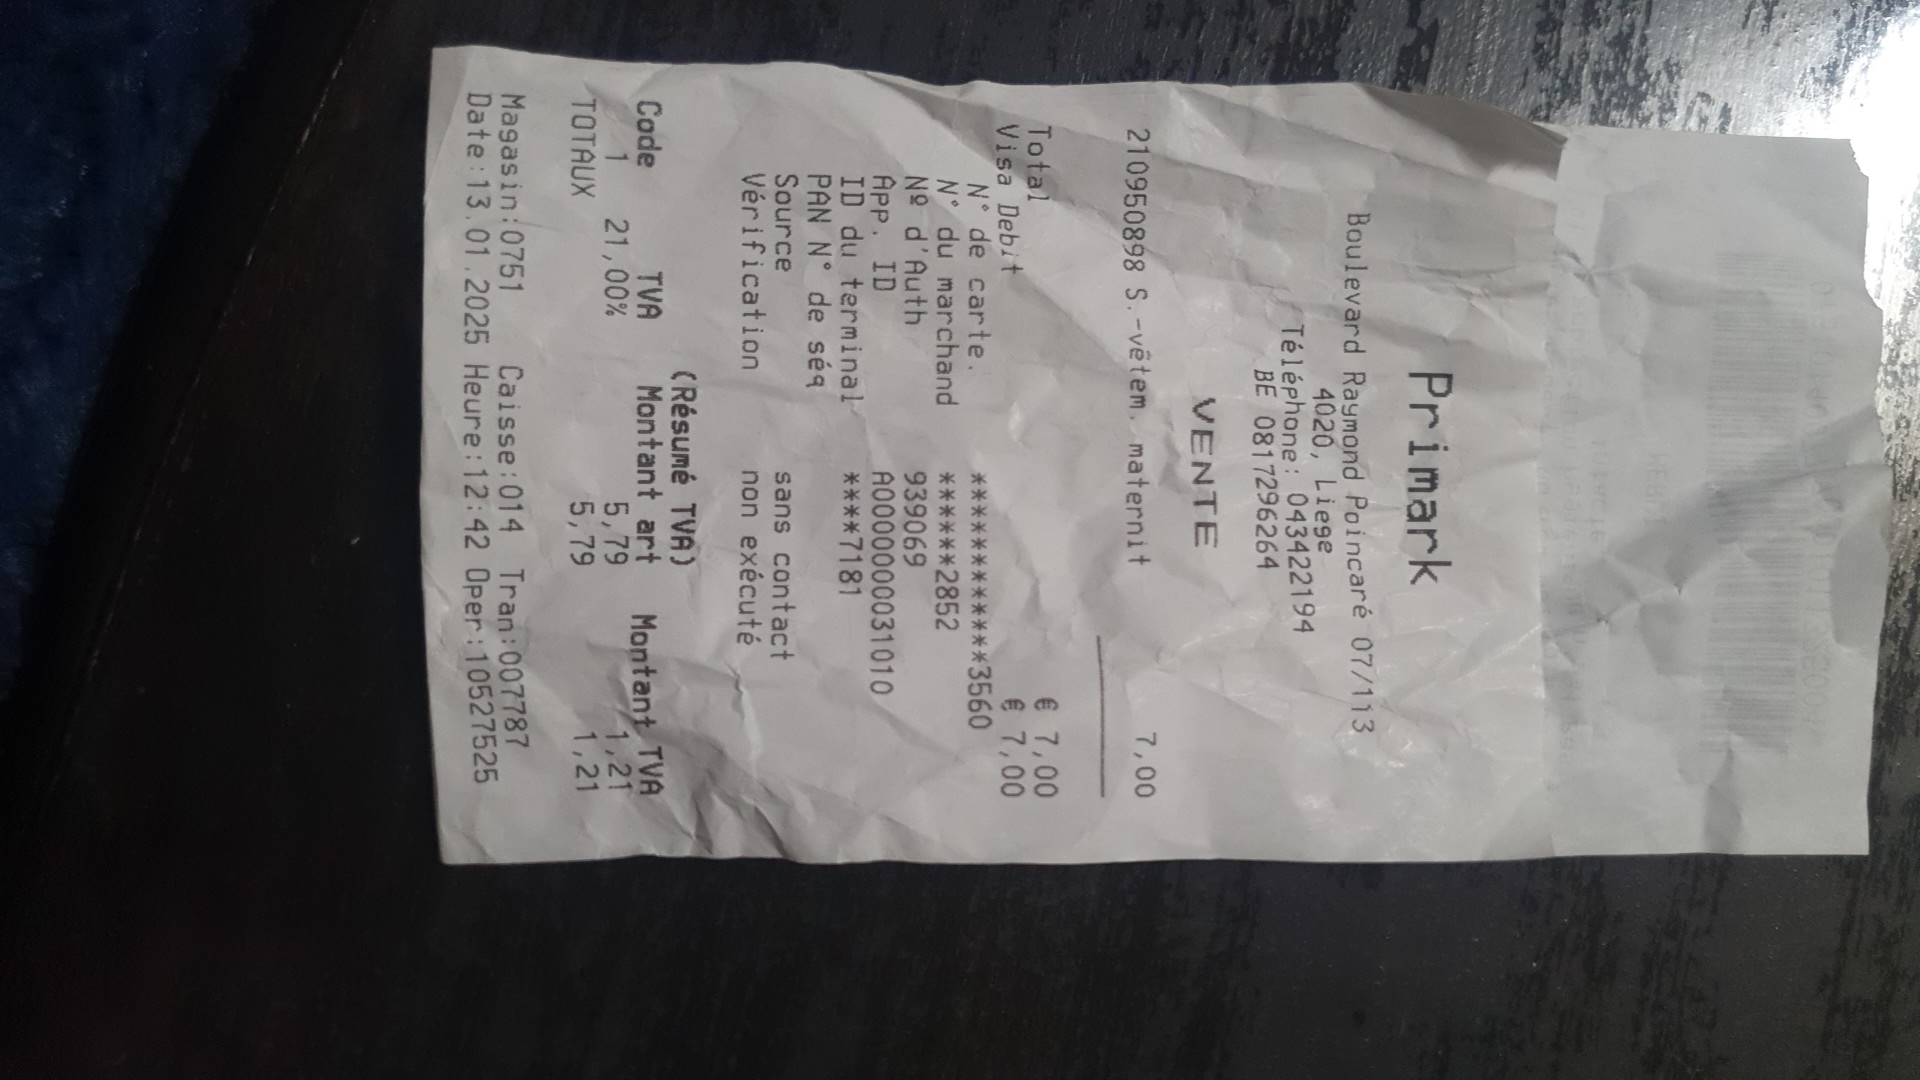 Primark
Boulevard Raymond Poincaré 07/113
4020, Liege
Téléphone: 043422194
BE 0817296264
VENTE
210950898 S.-vêtem. maternit 7,00
Total € 7,00
Visa Debit € 7,00
N° de carte. ************3560
N° du marchand ******2852
Nº d'Auth 939069
App. ID A0000000031010
ID du terminal ****7181
PAN N° de séq
Source sans contact
Vérification non exécuté
(Résumé TVA)
Code TVA Montant art Montant TVA
1 21,00% 5,79 1,21
TOTAUX 5,79 1,21
Magasin:0751 Caisse:014 Tran:007787
Date:13.01.2025 Heure:12:42 Oper:10527525